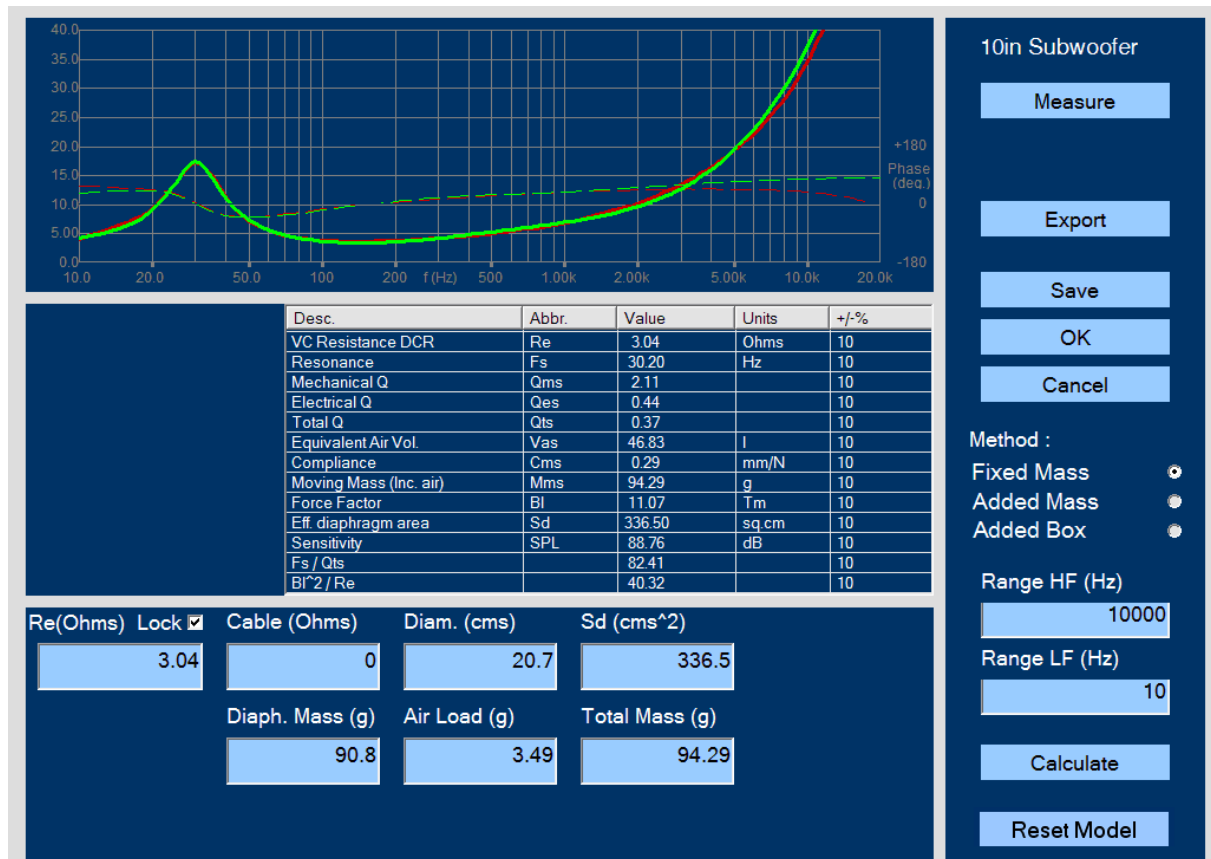 40.0
35.0
30.0
25.0
20.0
15.0
10.0
5.00
0.0
+180
Phase
(deg.)
0
-180
10.0 20.0 50.0 100 200 f(Hz) 500 1.00k 2.00k 5.00k 10.0k 20.0k
Desc. Abbr. Value Units +/-%
VC Resistance DCR Re 3.04 Ohms 10
Resonance Fs 30.20 Hz 10
Mechanical Q Qms 2.11 10
Electrical Q Qes 0.44 10
Total Q Qts 0.37 10
Equivalent Air Vol. Vas 46.83 l 10
Compliance Cms 0.29 mm/N 10
Moving Mass (Inc. air) Mms 94.29 g 10
Force Factor Bl 11.07 Tm 10
Eff. diaphragm area Sd 336.50 sq.cm 10
Sensitivity SPL 88.76 dB 10
Fs / Qts 82.41 10
Bl^2 / Re 40.32 10
Re(Ohms) Lock Cable (Ohms) Diam. (cms) Sd (cms^2)
3.04 0 20.7 336.5
Diaph. Mass (g) Air Load (g) Total Mass (g)
90.8 3.49 94.29
10in Subwoofer
Measure
Export
Save
OK
Cancel
Method :
Fixed Mass
Added Mass
Added Box
Range HF (Hz)
10000
Range LF (Hz)
10
Calculate
Reset Model